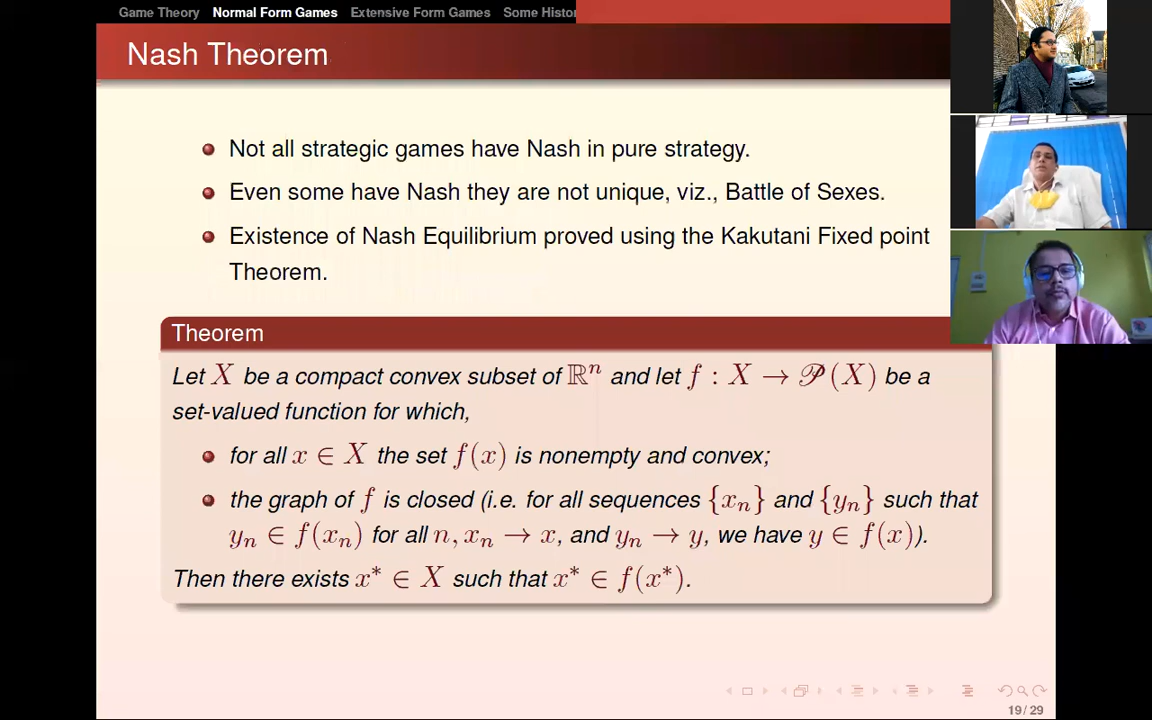 Game Theory Normal Form Games Extensive Form Games Some Histor
Nash Theorem
Not all strategic games have Nash in pure strategy.
Even some have Nash they are not unique, viz., Battle of Sexes.
Existence of Nash Equilibrium proved using the Kakutani Fixed point
Theorem.
Theorem
Let X be a compact convex subset of ℝⁿ and let f : X → 𝒫(X) be a
set-valued function for which,
for all x ∈ X the set f(x) is nonempty and convex;
the graph of f is closed (i.e. for all sequences {xₙ} and {yₙ} such that
yₙ ∈ f(xₙ) for all n, xₙ → x, and yₙ → y, we have y ∈ f(x)).
Then there exists x* ∈ X such that x* ∈ f(x*).
19/29